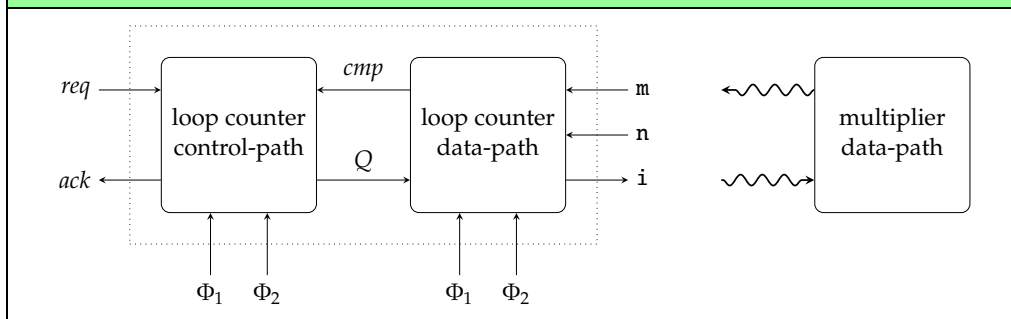 req
ack
loop counter
control-path
cmp
Q
loop counter
data-path
m
n
i
multiplier
data-path
Φ1
Φ2
Φ1
Φ2